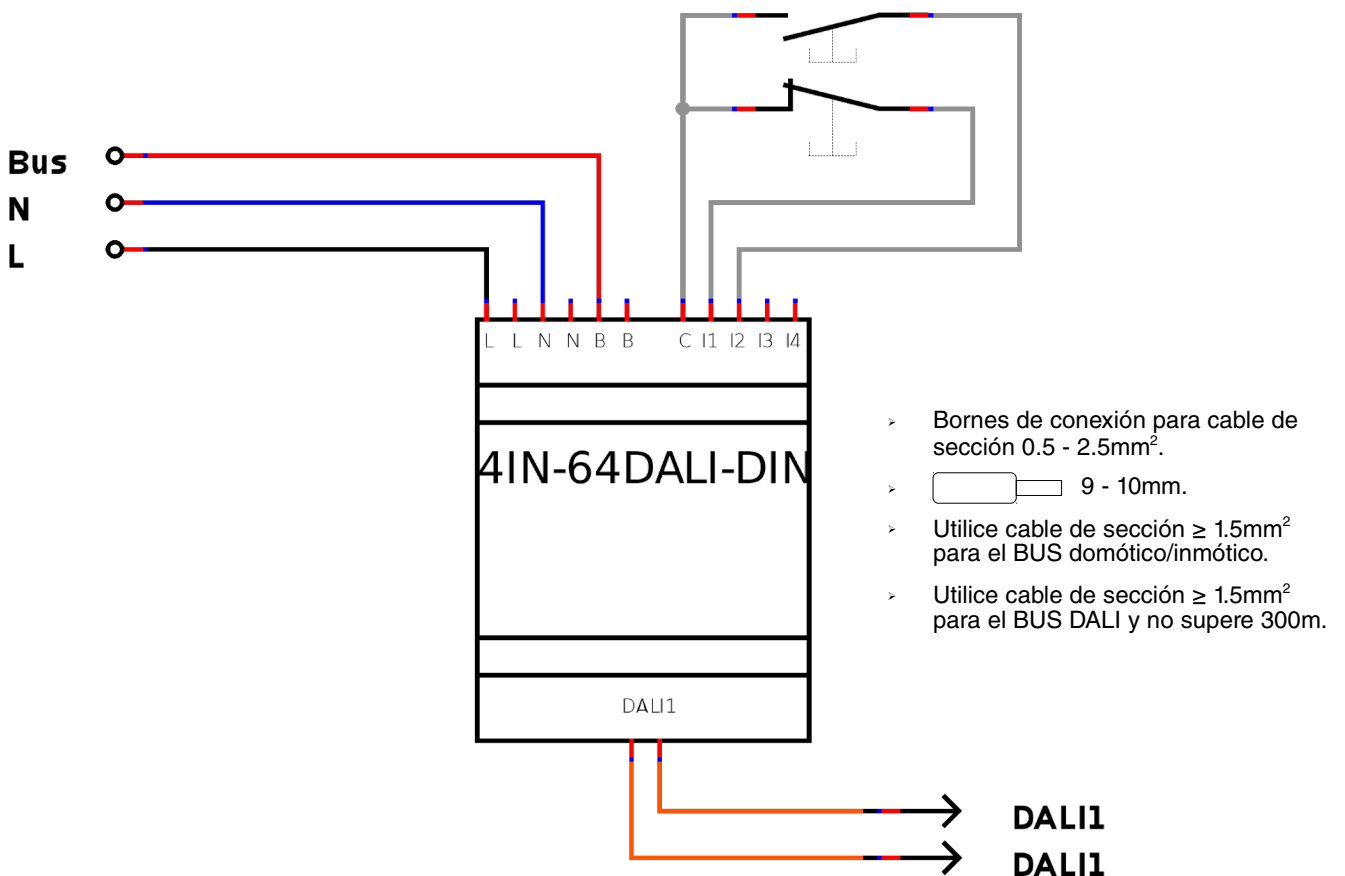 Bus
N
L
L L N N B B C I1 I2 I3 I4
4IN-64DALI-DIN
➢ Bornes de conexión para cable de
sección 0.5 - 2.5mm².
➢ 9 - 10mm.
➢ Utilice cable de sección ≥ 1.5mm²
para el BUS domótico/inmótico.
➢ Utilice cable de sección ≥ 1.5mm²
para el BUS DALI y no supere 300m.
DALI1
DALI1
DALI1